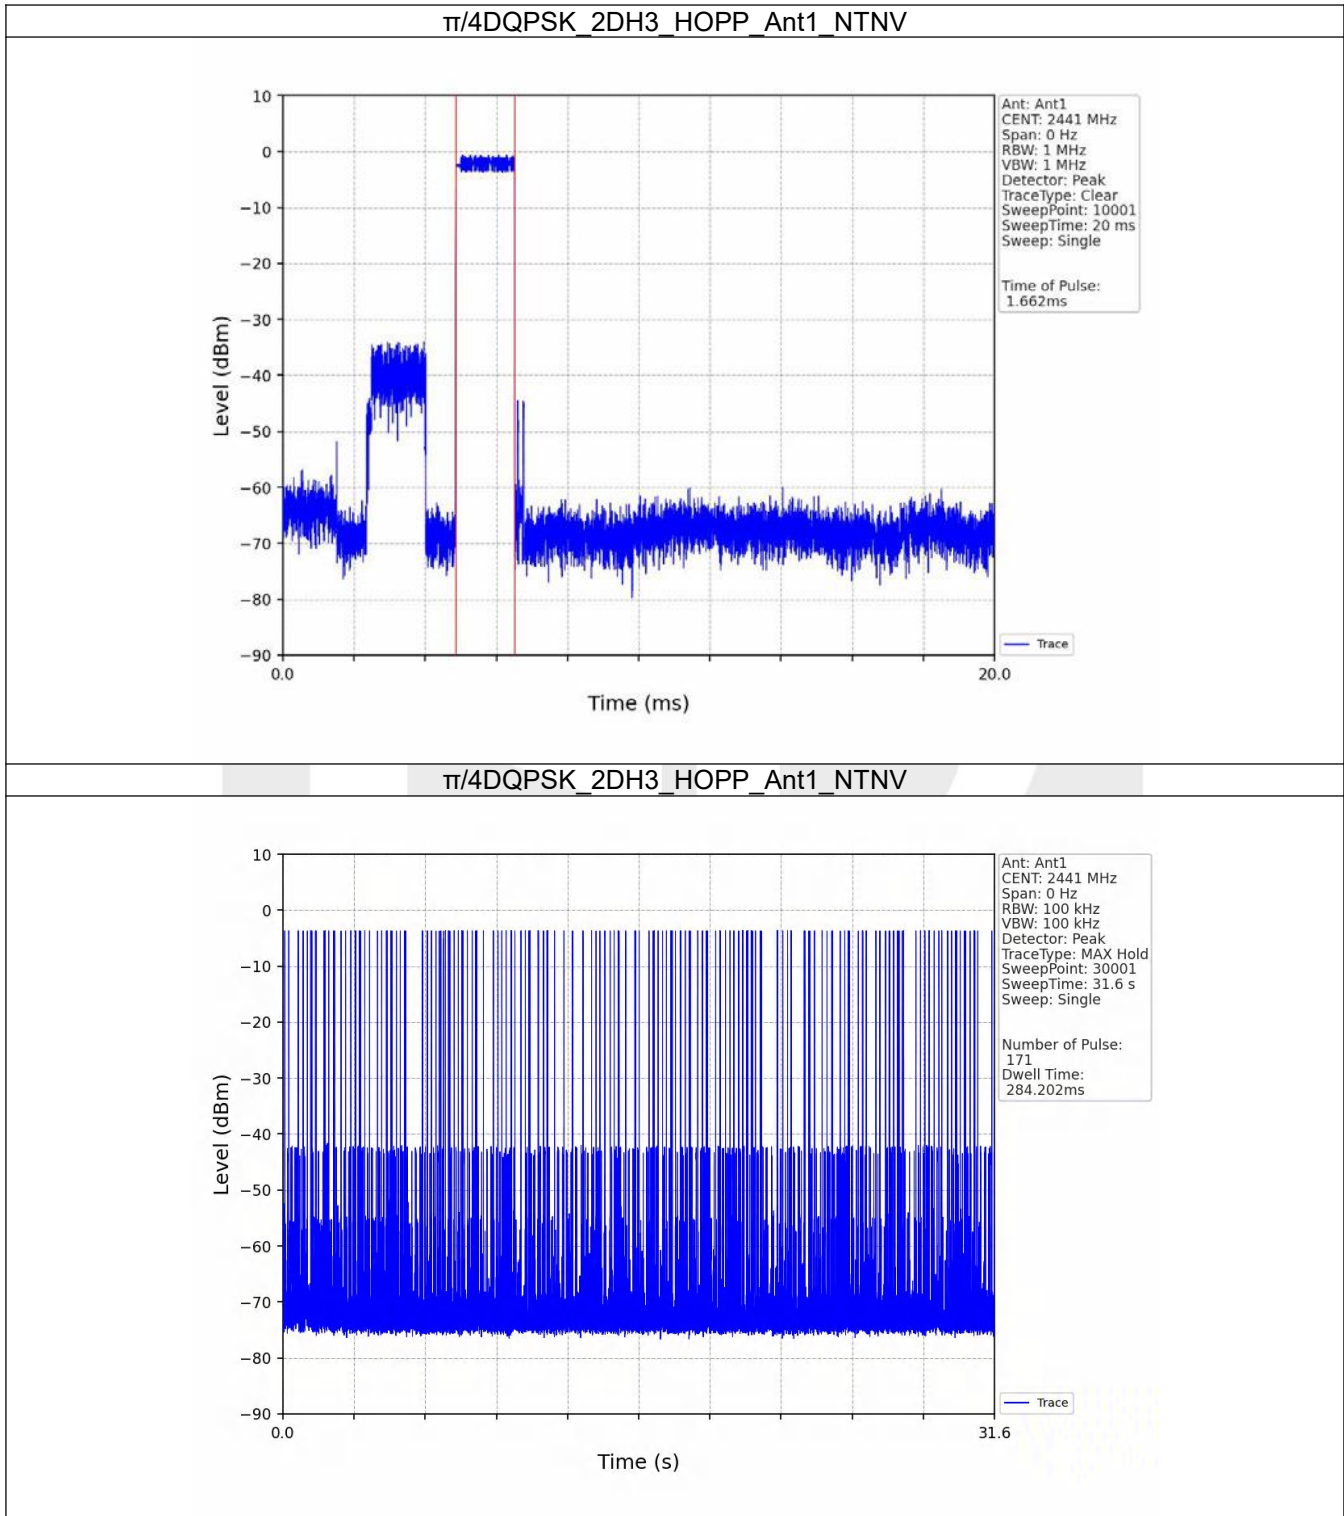 π/4DQPSK_2DH3_HOPP_Ant1_NTNV
10
0
−10
−20
−30
−40
−50
−60
−70
−80
−90
Level (dBm)
0.0
20.0
Time (ms)
Ant: Ant1
CENT: 2441 MHz
Span: 0 Hz
RBW: 1 MHz
VBW: 1 MHz
Detector: Peak
TraceType: Clear
SweepPoint: 10001
SweepTime: 20 ms
Sweep: Single
Time of Pulse:
1.662ms
Trace
π/4DQPSK_2DH3_HOPP_Ant1_NTNV
10
0
−10
−20
−30
−40
−50
−60
−70
−80
−90
Level (dBm)
0.0
31.6
Time (s)
Ant: Ant1
CENT: 2441 MHz
Span: 0 Hz
RBW: 100 kHz
VBW: 100 kHz
Detector: Peak
TraceType: MAX Hold
SweepPoint: 30001
SweepTime: 31.6 s
Sweep: Single
Number of Pulse:
171
Dwell Time:
284.202ms
Trace